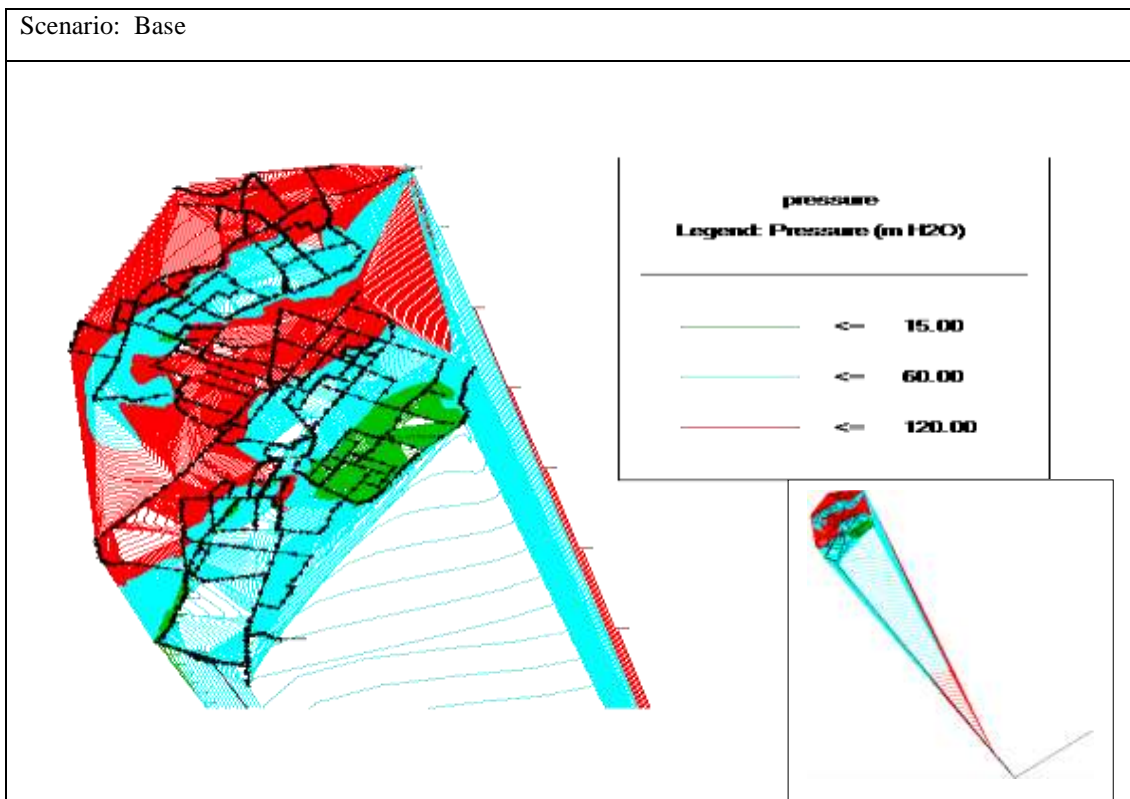 Scenario: Base
pressure
Legend: Pressure (m H2O)
<= 15.00
<= 60.00
<= 120.00